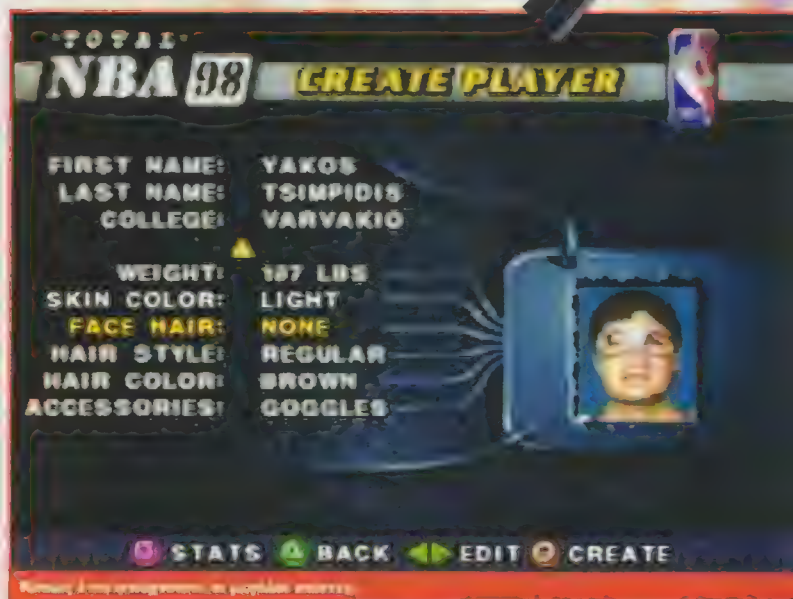 TOTAL
NBA 98
CREATE PLAYER
FIRST NAME: YAKOS
LAST NAME: TSIMPIDIS
COLLEGE: VARVAKIO
WEIGHT: 187 LBS
SKIN COLOR: LIGHT
FACE HAIR: NONE
HAIR STYLE: REGULAR
HAIR COLOR: BROWN
ACCESSORIES: GOGGLES
STATS BACK EDIT CREATE